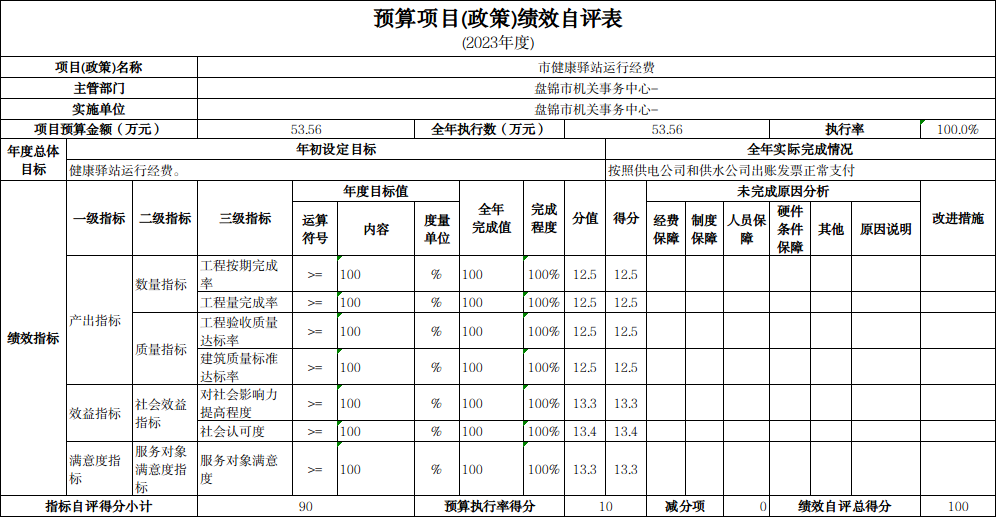 预算项目(政策)绩效自评表
(2023年度)
项目(政策)名称 市健康驿站运行经费
主管部门 盘锦市机关事务中心-
实施单位 盘锦市机关事务中心-
项目预算金额（万元） 53.56 全年执行数（万元） 53.56 执行率 100.0%
年度总体目标 年初设定目标 全年实际完成情况
健康驿站运行经费。 按照供电公司和供水公司出账发票正常支付
绩效指标 一级指标 二级指标 三级指标 年度目标值 全年完成值 完成程度 分值 得分 未完成原因分析 改进措施
运算符号 内容 度量单位 经费保障 制度保障 人员保障 硬件条件保障 其他 原因说明
产出指标 数量指标 工程按期完成率 >= 100 % 100 100% 12.5 12.5
工程量完成率 >= 100 % 100 100% 12.5 12.5
质量指标 工程验收质量达标率 >= 100 % 100 100% 12.5 12.5
建筑质量标准达标率 >= 100 % 100 100% 12.5 12.5
效益指标 社会效益指标 对社会影响力提高程度 >= 100 % 100 100% 13.3 13.3
社会认可度 >= 100 % 100 100% 13.4 13.4
满意度指标 服务对象满意度指标 服务对象满意度 >= 100 % 100 100% 13.3 13.3
指标自评得分小计 90 预算执行率得分 10 减分项 0 绩效自评总得分 100